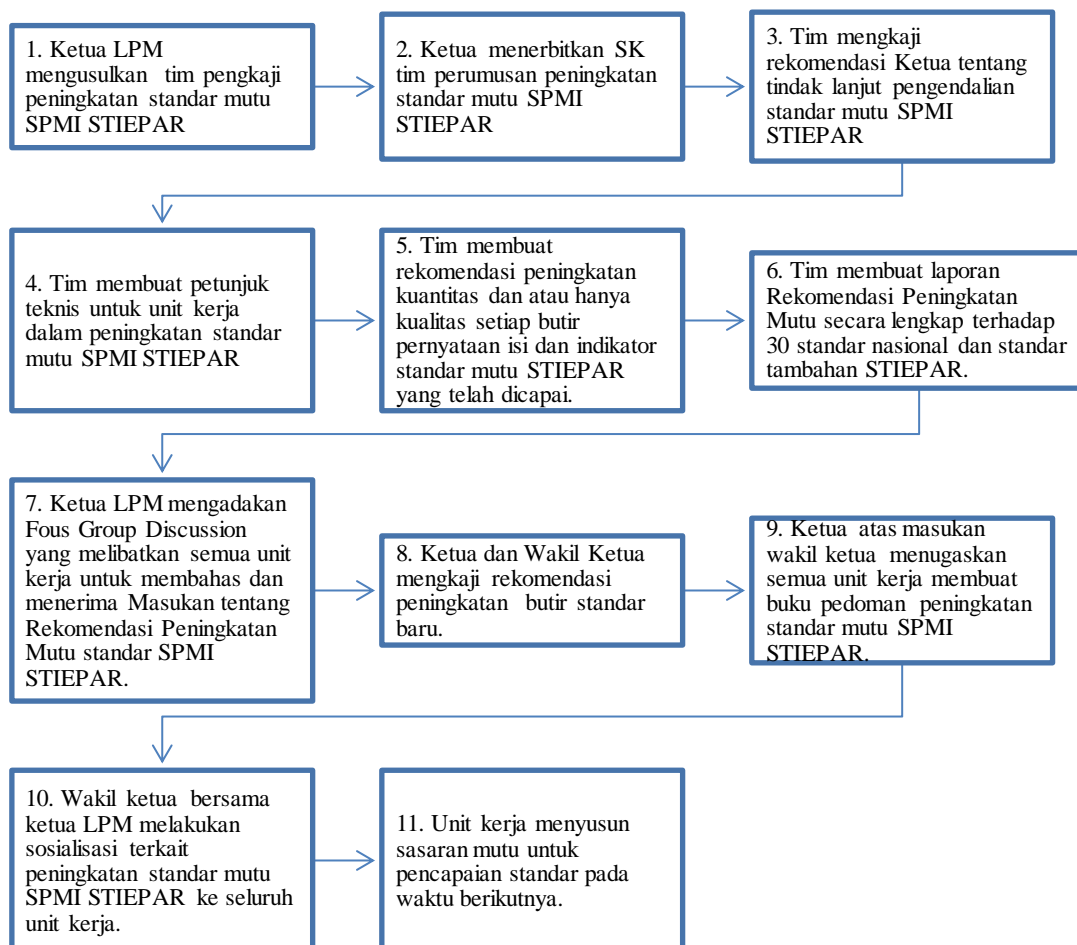 1. Ketua LPM
mengusulkan tim pengkaji
peningkatan standar mutu
SPMI STIEPAR
2. Ketua menerbitkan SK
tim perumusan peningkatan
standar mutu SPMI
STIEPAR
3. Tim mengkaji
rekomendasi Ketua tentang
tindak lanjut pengendalian
standar mutu SPMI
STIEPAR
4. Tim membuat petunjuk
teknis untuk unit kerja
dalam peningkatan standar
mutu SPMI STIEPAR
5. Tim membuat
rekomendasi peningkatan
kuantitas dan atau hanya
kualitas setiap butir
pernyataan isi dan indikator
standar mutu STIEPAR
yang telah dicapai.
6. Tim membuat laporan
Rekomendasi Peningkatan
Mutu secara lengkap terhadap
30 standar nasional dan standar
tambahan STIEPAR.
7. Ketua LPM mengadakan
Fous Group Discussion
yang melibatkan semua unit
kerja untuk membahas dan
menerima Masukan tentang
Rekomendasi Peningkatan
Mutu standar SPMI
STIEPAR.
8. Ketua dan Wakil Ketua
mengkaji rekomendasi
peningkatan butir standar
baru.
9. Ketua atas masukan
wakil ketua menugaskan
semua unit kerja membuat
buku pedoman peningkatan
standar mutu SPMI
STIEPAR.
10. Wakil ketua bersama
ketua LPM melakukan
sosialisasi terkait
peningkatan standar mutu
SPMI STIEPAR ke seluruh
unit kerja.
11. Unit kerja menyusun
sasaran mutu untuk
pencapaian standar pada
waktu berikutnya.